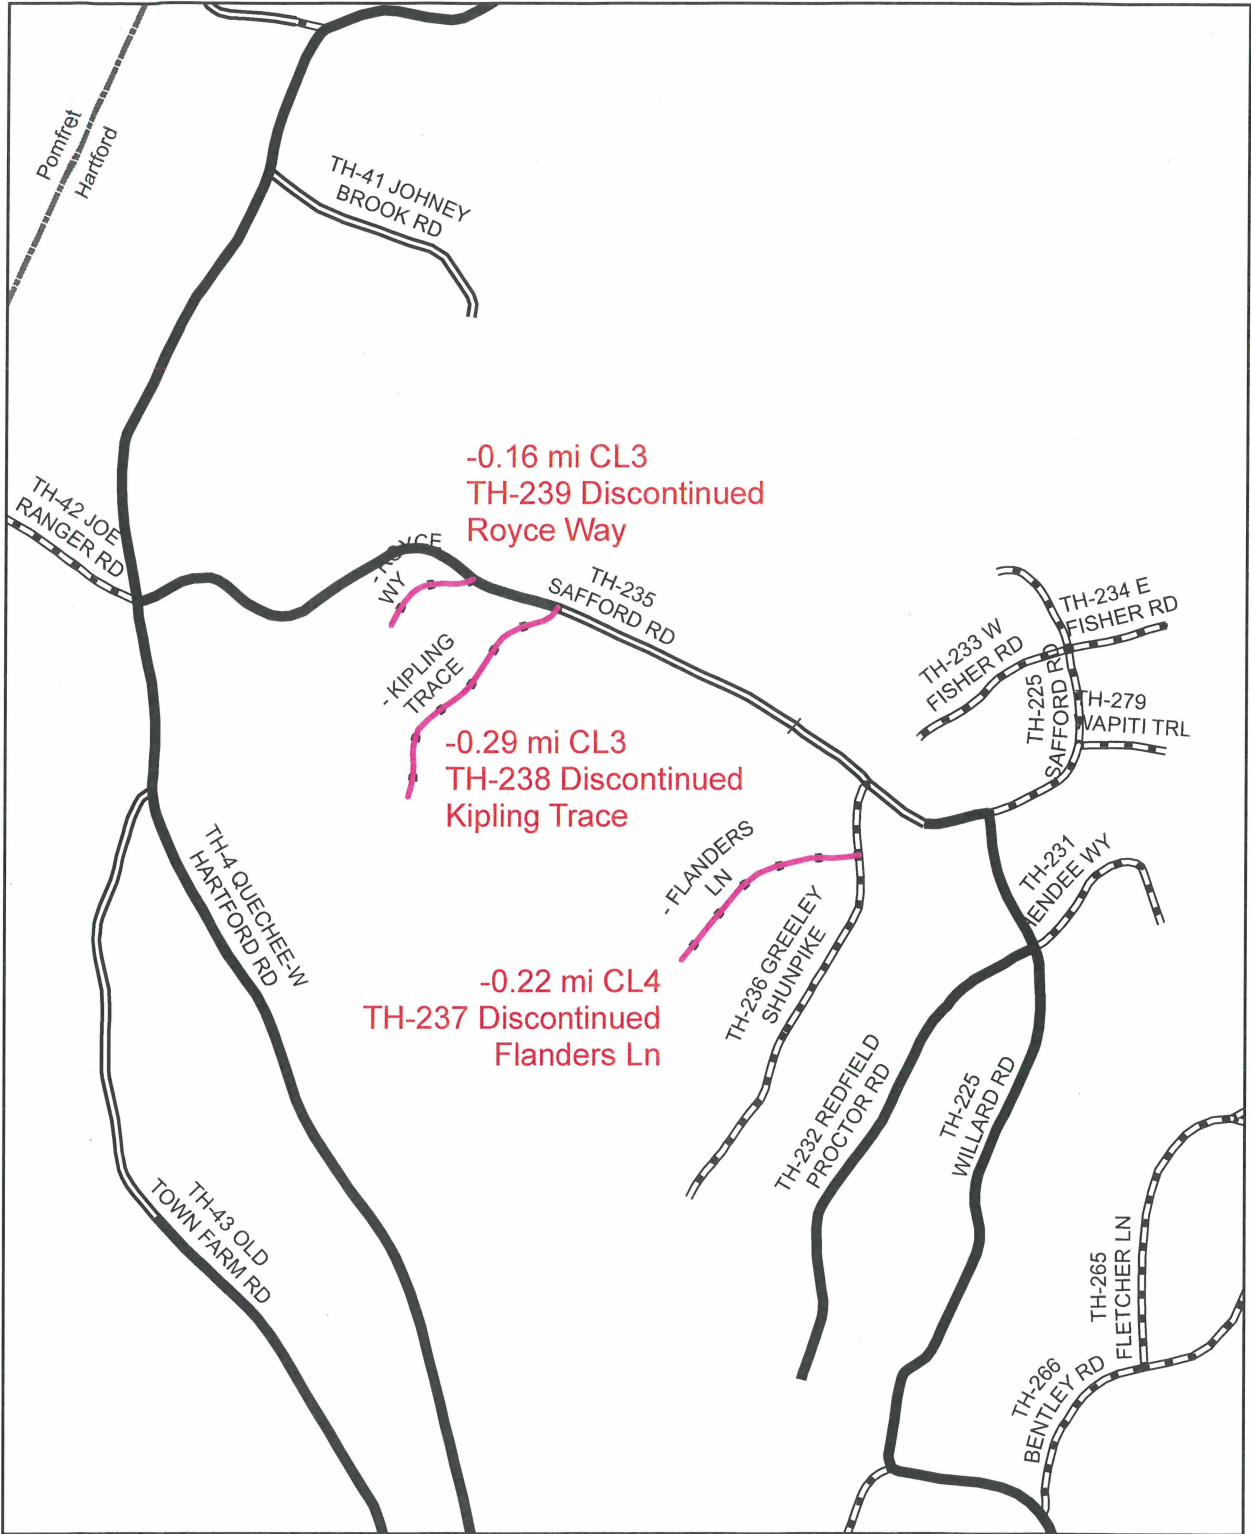 Pomfret
Hartford
TH-41 JOHNEY
BROOK RD
-0.16 mi CL3
TH-239 Discontinued
Royce Way
TH-42 JOE
RANGER RD
- ROYCE
WY
TH-235
SAFFORD RD
- KIPLING
TRACE
-0.29 mi CL3
TH-238 Discontinued
Kipling Trace
TH-233 W
FISHER RD
TH-234 E
FISHER RD
TH-225
SAFFORD RD
TH-279
WAPITI TRL
TH-4 QUECHEE-W
HARTFORD RD
- FLANDERS
LN
-0.22 mi CL4
TH-237 Discontinued
Flanders Ln
TH-236 GREELEY
SHUNPIKE
TH-231
HENDEE WY
TH-232 REDFIELD
PROCTOR RD
TH-225
WILLARD RD
TH-43 OLD
TOWN FARM RD
TH-265
FLETCHER LN
TH-266
BENTLEY RD